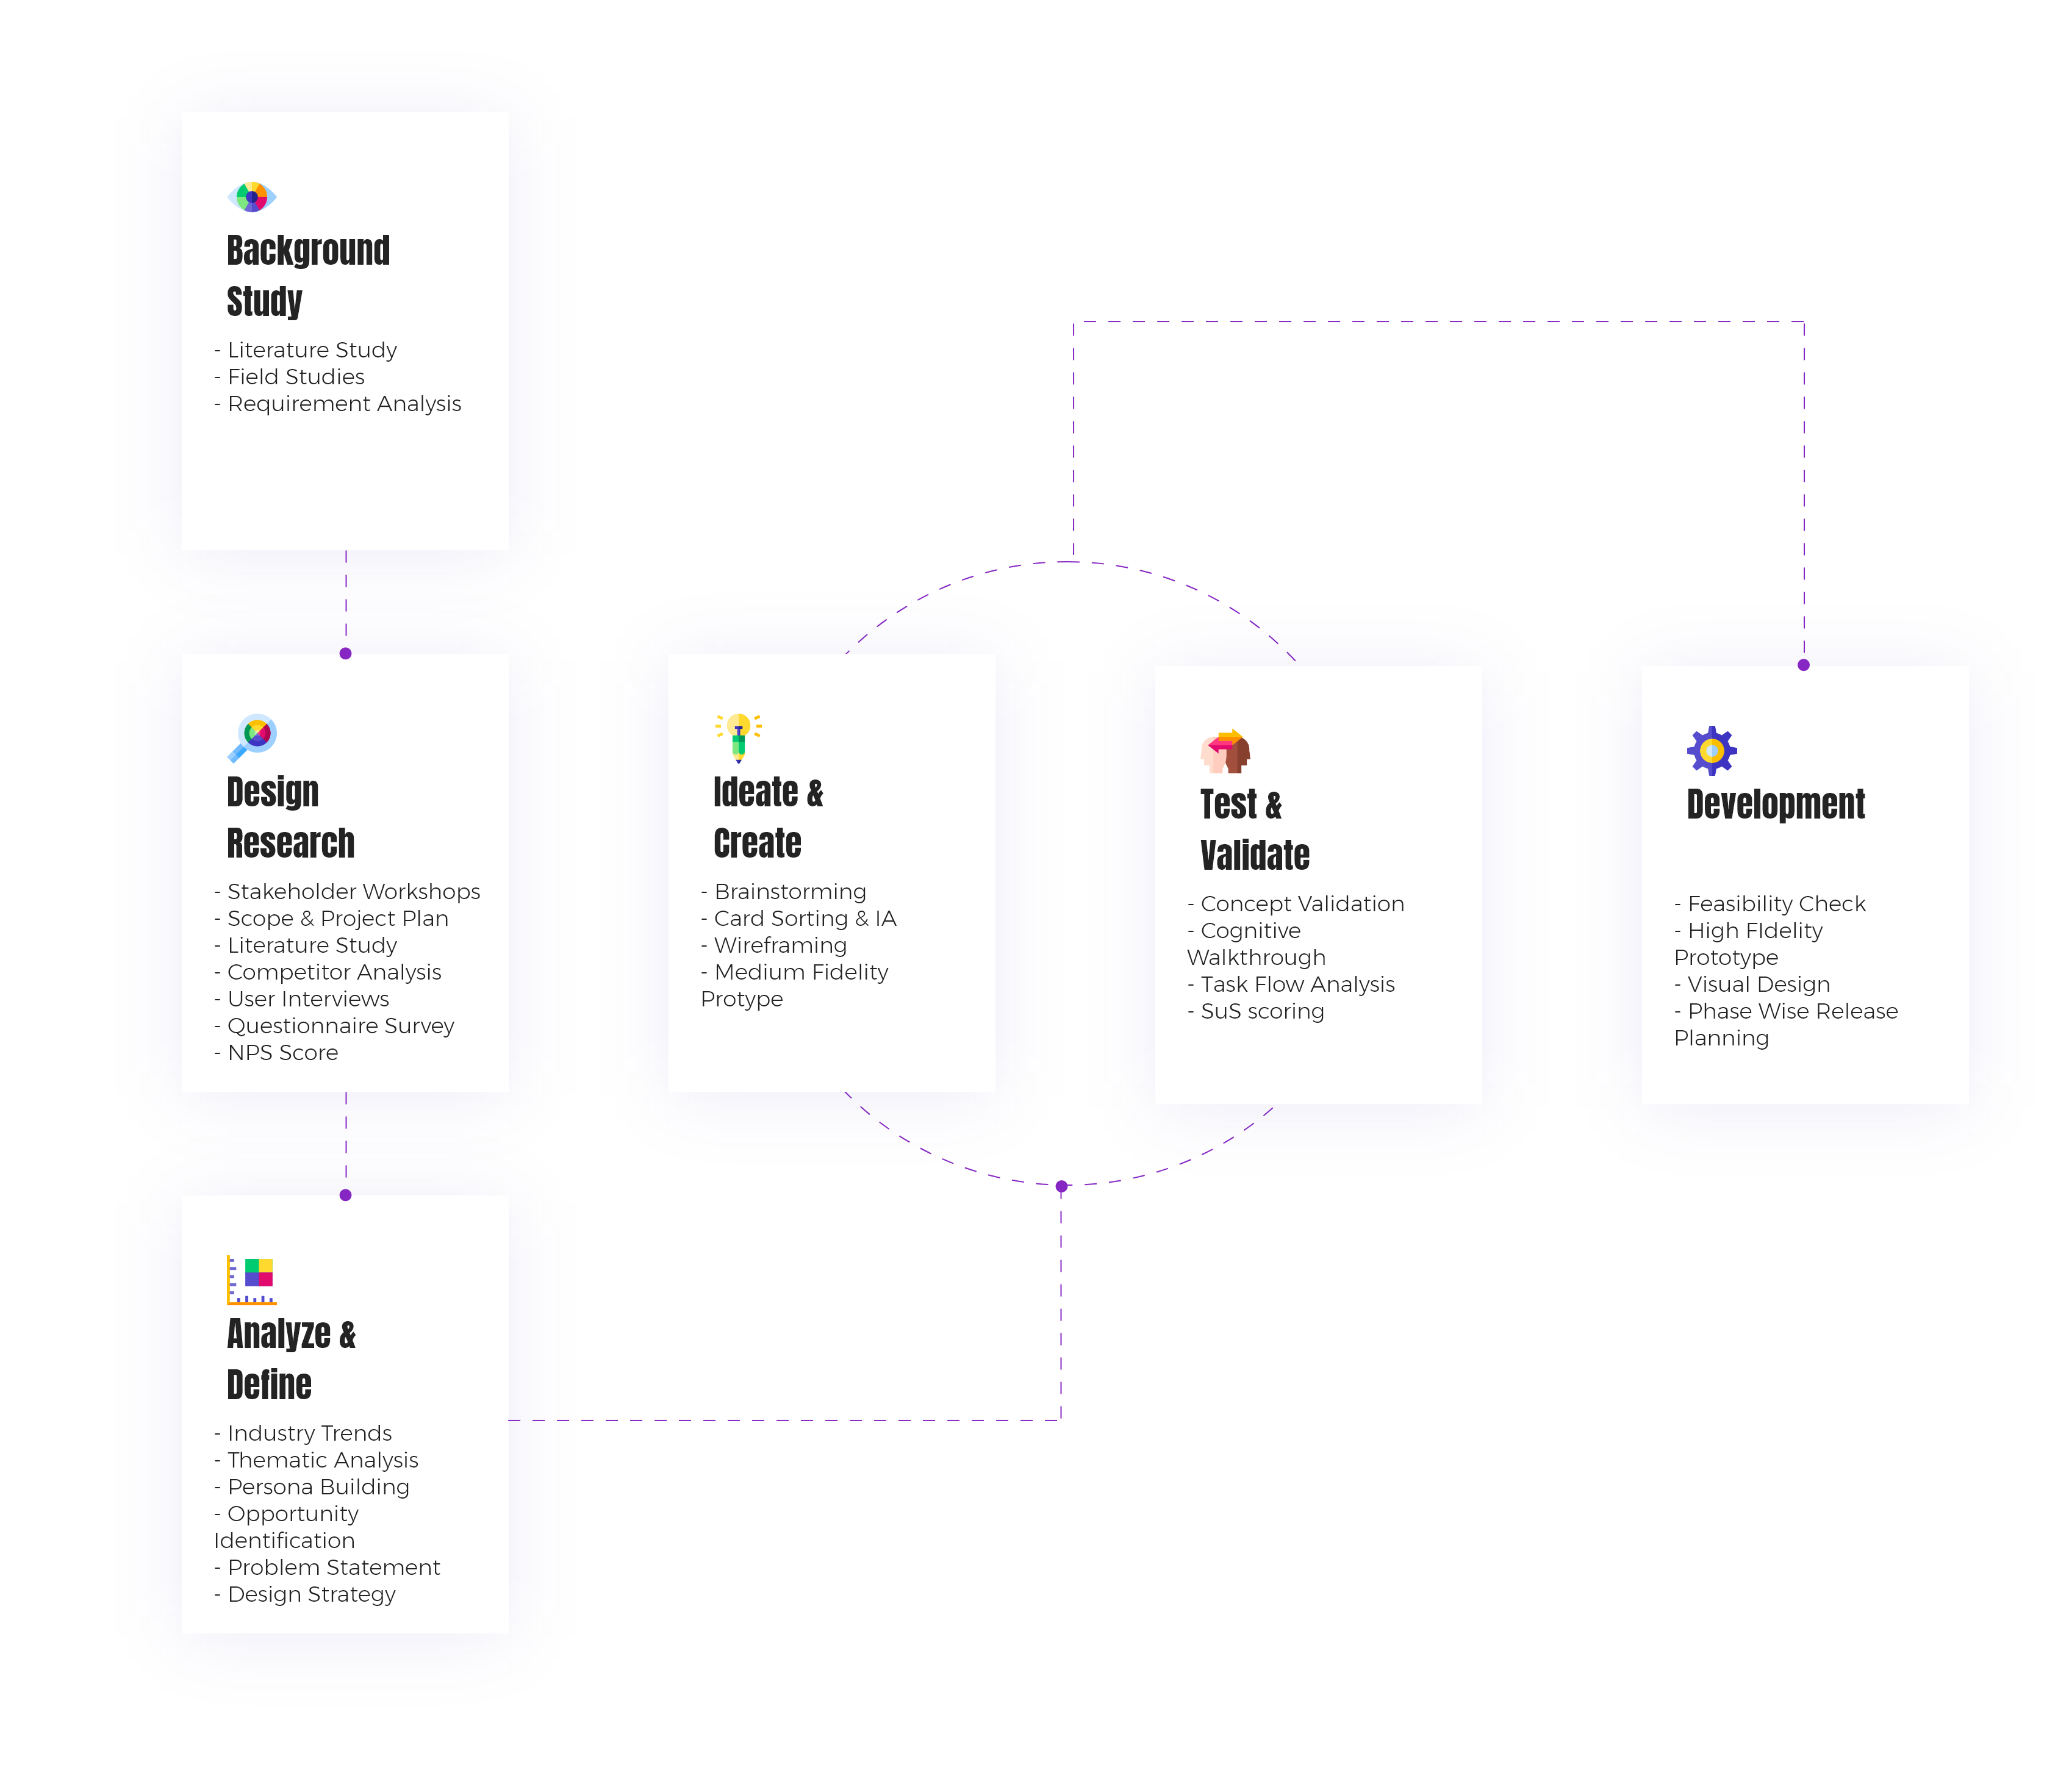 Background
Study
- Literature Study
- Field Studies
- Requirement Analysis
Design
Research
- Stakeholder Workshops
- Scope & Project Plan
- Literature Study
- Competitor Analysis
- User Interviews
- Questionnaire Survey
- NPS Score
Analyze &
Define
- Industry Trends
- Thematic Analysis
- Persona Building
- Opportunity
Identification
- Problem Statement
- Design Strategy
Ideate &
Create
- Brainstorming
- Card Sorting & IA
- Wireframing
- Medium Fidelity
Protype
Test &
Validate
- Concept Validation
- Cognitive
Walkthrough
- Task Flow Analysis
- SuS scoring
Development
- Feasibility Check
- High FIdelity
Prototype
- Visual Design
- Phase Wise Release
Planning